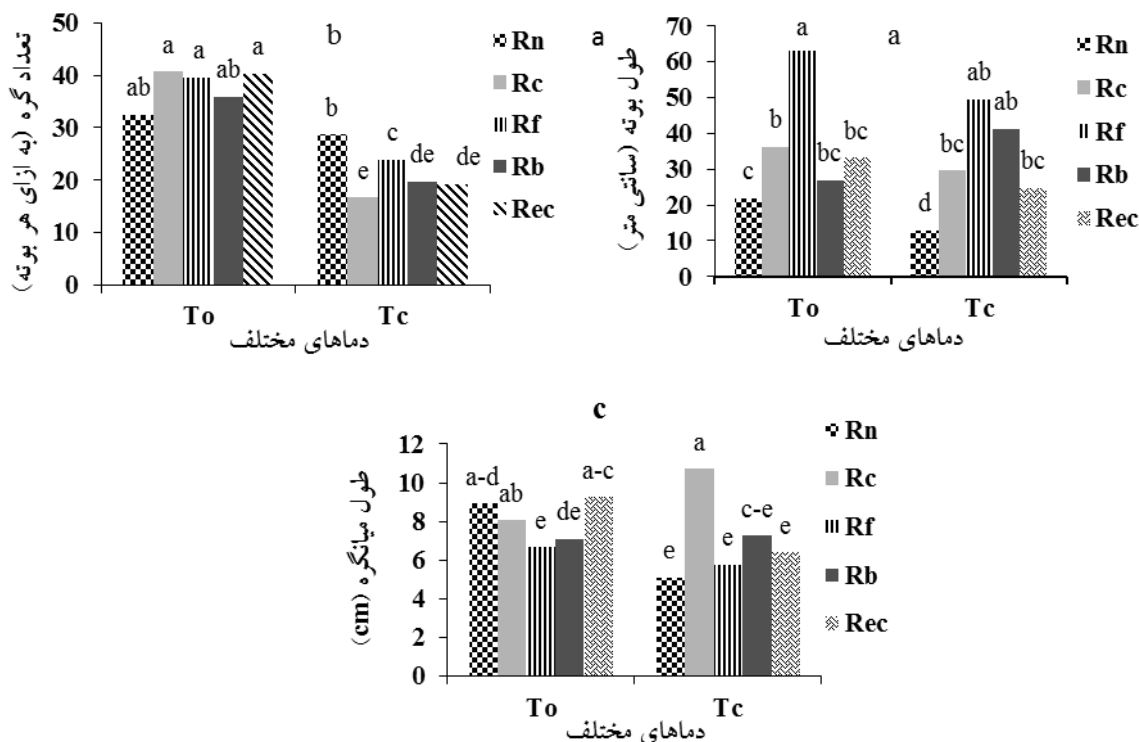 تعداد گره (به ازای هر بوته)
50
40
30
20
10
0
ab a a ab a
b
b e c de de
To Tc
دماهای مختلف
Rn
Rc
Rf
Rb
Rec
a
طول بوته (سانتی متر)
70
60
50
40
30
20
10
0
a
c b a bc bc
d bc ab ab bc
To Tc
دماهای مختلف
Rn
Rc
Rf
Rb
Rec
c
طول میانگره (cm)
12
10
8
6
4
2
0
a-d ab e de a-c
e a e c-e e
To Tc
دماهای مختلف
Rn
Rc
Rf
Rb
Rec